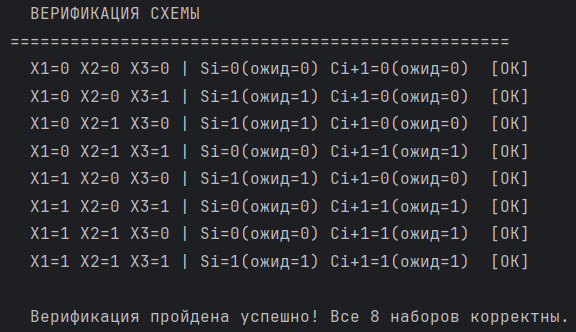 ВЕРИФИКАЦИЯ СХЕМЫ
==================================================
X1=0 X2=0 X3=0 | Si=0(ожид=0) Ci+1=0(ожид=0)  [OK]
X1=0 X2=0 X3=1 | Si=1(ожид=1) Ci+1=0(ожид=0)  [OK]
X1=0 X2=1 X3=0 | Si=1(ожид=1) Ci+1=0(ожид=0)  [OK]
X1=0 X2=1 X3=1 | Si=0(ожид=0) Ci+1=1(ожид=1)  [OK]
X1=1 X2=0 X3=0 | Si=1(ожид=1) Ci+1=0(ожид=0)  [OK]
X1=1 X2=0 X3=1 | Si=0(ожид=0) Ci+1=1(ожид=1)  [OK]
X1=1 X2=1 X3=0 | Si=0(ожид=0) Ci+1=1(ожид=1)  [OK]
X1=1 X2=1 X3=1 | Si=1(ожид=1) Ci+1=1(ожид=1)  [OK]
Верификация пройдена успешно! Все 8 наборов корректны.